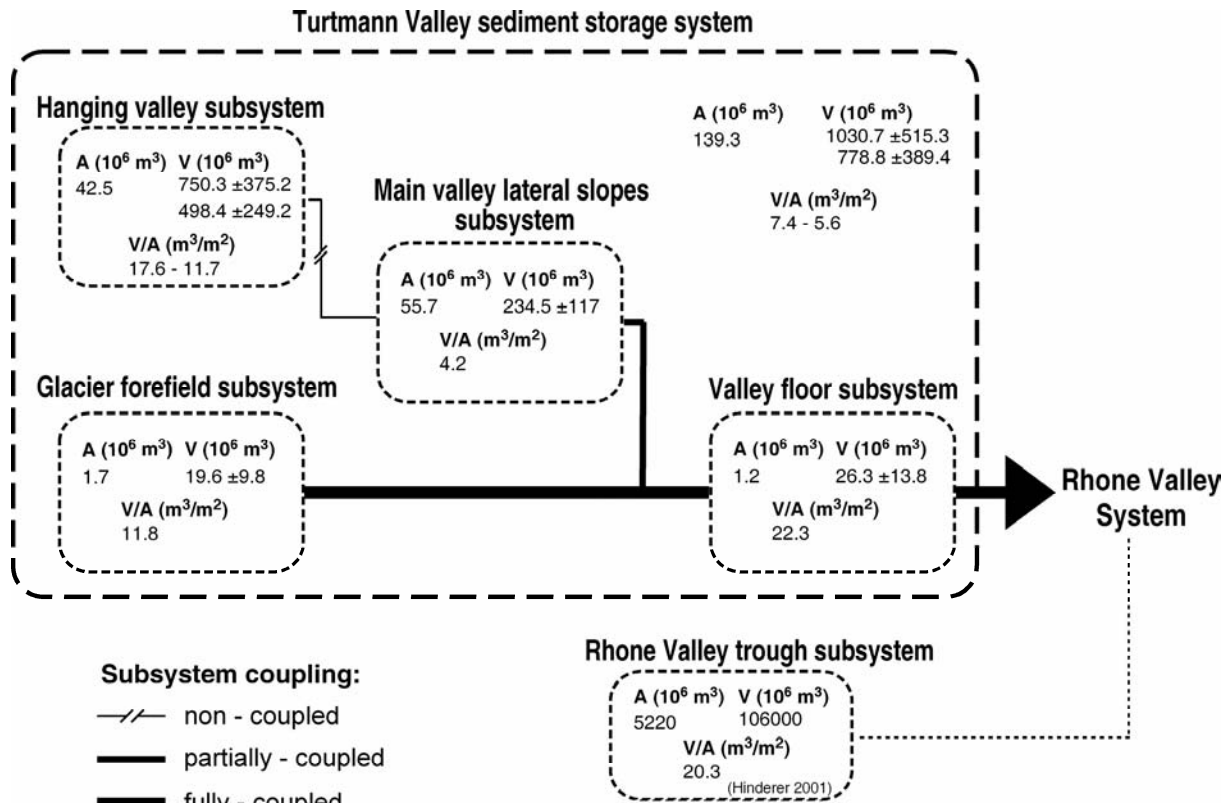 Turtmann Valley sediment storage system
Hanging valley subsystem
A (10⁶ m³) V (10⁶ m³)
42.5 750.3 ±375.2
498.4 ±249.2
V/A (m³/m²)
17.6 - 11.7
A (10⁶ m³) V (10⁶ m³)
139.3 1030.7 ±515.3
778.8 ±389.4
V/A (m³/m²)
7.4 - 5.6
Main valley lateral slopes
subsystem
A (10⁶ m³) V (10⁶ m³)
55.7 234.5 ±117
V/A (m³/m²)
4.2
Glacier forefield subsystem
A (10⁶ m³) V (10⁶ m³)
1.7 19.6 ±9.8
V/A (m³/m²)
11.8
Valley floor subsystem
A (10⁶ m³) V (10⁶ m³)
1.2 26.3 ±13.8
V/A (m³/m²)
22.3
Rhone Valley
System
Rhone Valley trough subsystem
A (10⁶ m³) V (10⁶ m³)
5220 106000
V/A (m³/m²)
20.3
(Hinderer 2001)
Subsystem coupling:
non - coupled
partially - coupled
fully - coupled